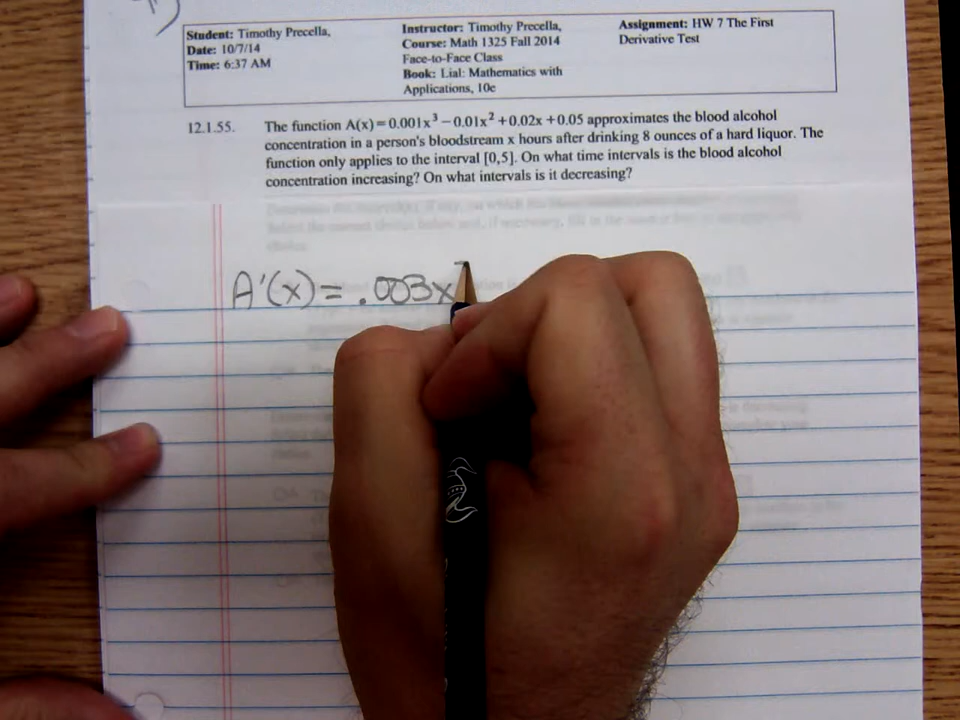 Student: Timothy Precella,
Date: 10/7/14
Time: 6:37 AM
Instructor: Timothy Precella,
Course: Math 1325 Fall 2014
Face-to-Face Class
Book: Lial: Mathematics with
Applications, 10e
Assignment: HW 7 The First
Derivative Test
12.1.55. The function A(x)=0.001x³−0.01x²+0.02x+0.05 approximates the blood alcohol
concentration in a person's bloodstream x hours after drinking 8 ounces of a hard liquor. The
function only applies to the interval [0,5]. On what time intervals is the blood alcohol
concentration increasing? On what intervals is it decreasing?
A'(x) = .003x